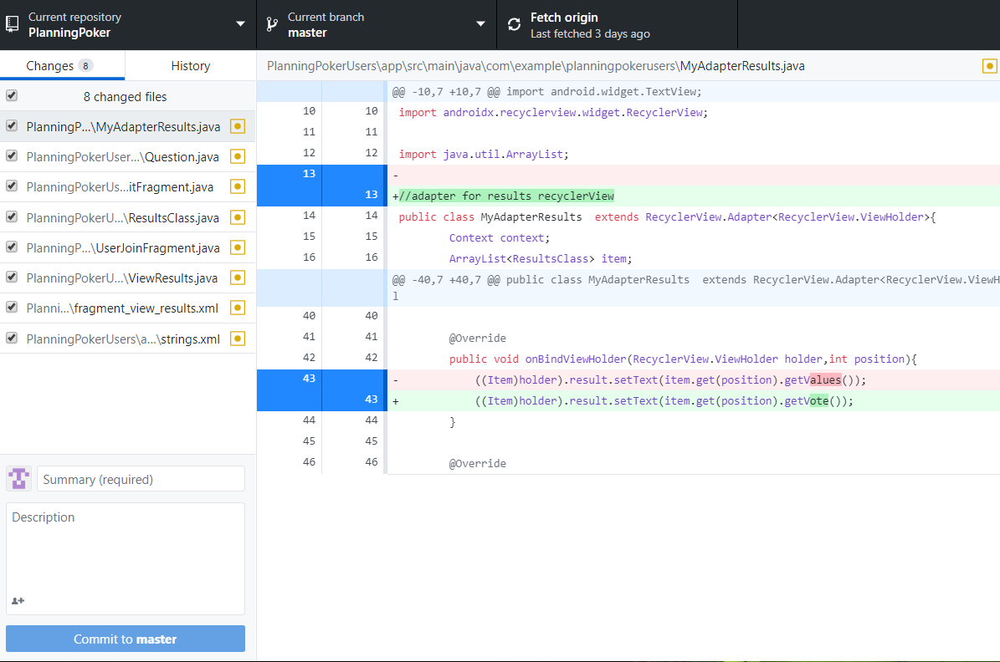 Current repository
PlanningPoker
Current branch
master
Fetch origin
Last fetched 3 days ago
Changes 8
History
8 changed files
PlanningP...\MyAdapterResults.java
PlanningPokerUser...\Question.java
PlanningPokerUs...itFragment.java
PlanningPokerU...\ResultsClass.java
PlanningP...\UserJoinFragment.java
PlanningPokerU...\ViewResults.java
Planni...\fragment_view_results.xml
PlanningPokerUsers\a...\strings.xml
Summary (required)
Description
Commit to master
PlanningPokerUsers\app\src\main\java\com\example\planningpokerusers\MyAdapterResults.java
@@ -10,7 +10,7 @@ import android.widget.TextView;
10 10 import androidx.recyclerview.widget.RecyclerView;
11 11
12 12 import java.util.ArrayList;
13 -
13 +//adapter for results recyclerView
14 14 public class MyAdapterResults  extends RecyclerView.Adapter<RecyclerView.ViewHolder>{
15 15 Context context;
16 16 ArrayList<ResultsClass> item;
@@ -40,7 +40,7 @@ public class MyAdapterResults  extends RecyclerView.Adapter<RecyclerView.ViewH
l
40 40
41 41 @Override
42 42 public void onBindViewHolder(RecyclerView.ViewHolder holder,int position){
43 - ((Item)holder).result.setText(item.get(position).getValues());
43 + ((Item)holder).result.setText(item.get(position).getVote());
44 44 }
45 45
46 46 @Override